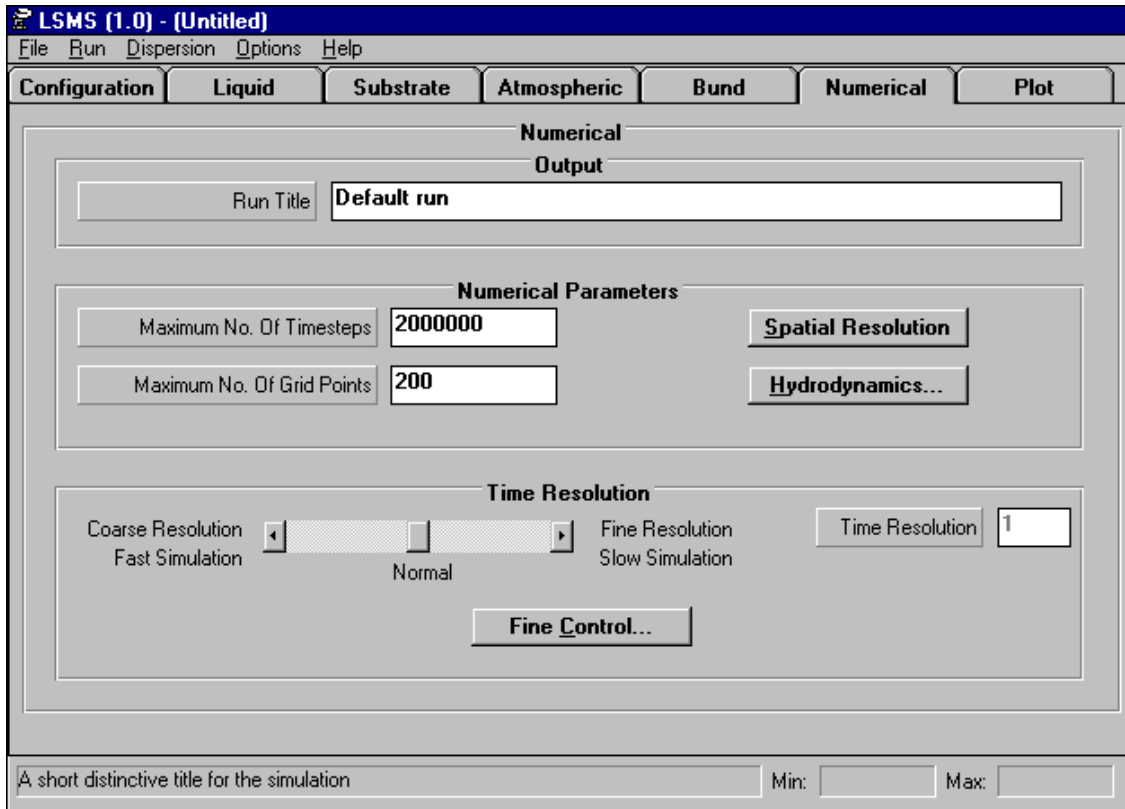 LSMS (1.0) - (Untitled)
File Run Dispersion Options Help
Configuration Liquid Substrate Atmospheric Bund Numerical Plot
Numerical
Output
Run Title Default run
Numerical Parameters
Maximum No. Of Timesteps 2000000 Spatial Resolution
Maximum No. Of Grid Points 200 Hydrodynamics...
Time Resolution
Coarse Resolution Fine Resolution Time Resolution 1
Fast Simulation Slow Simulation
Normal
Fine Control...
A short distinctive title for the simulation Min: Max: